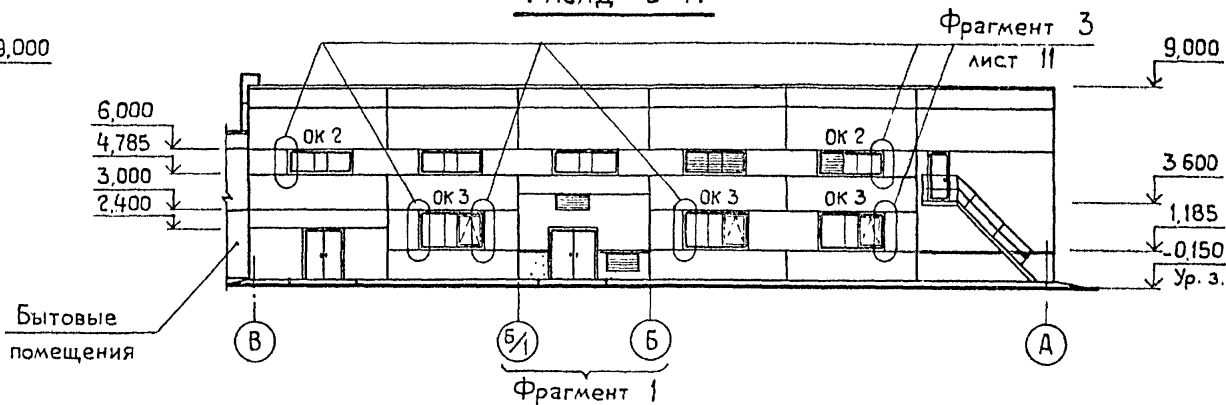 Фрагмент 3
лист 11
9,000
9,000
6,000
4,785
3,000
2,400
ОК 2
ОК 2
ОК 3
ОК 3
ОК 3
3 600
1,185
-0,150
Ур. з.
Бытовые
помещения
В
Б/1
Б
А
Фрагмент 1